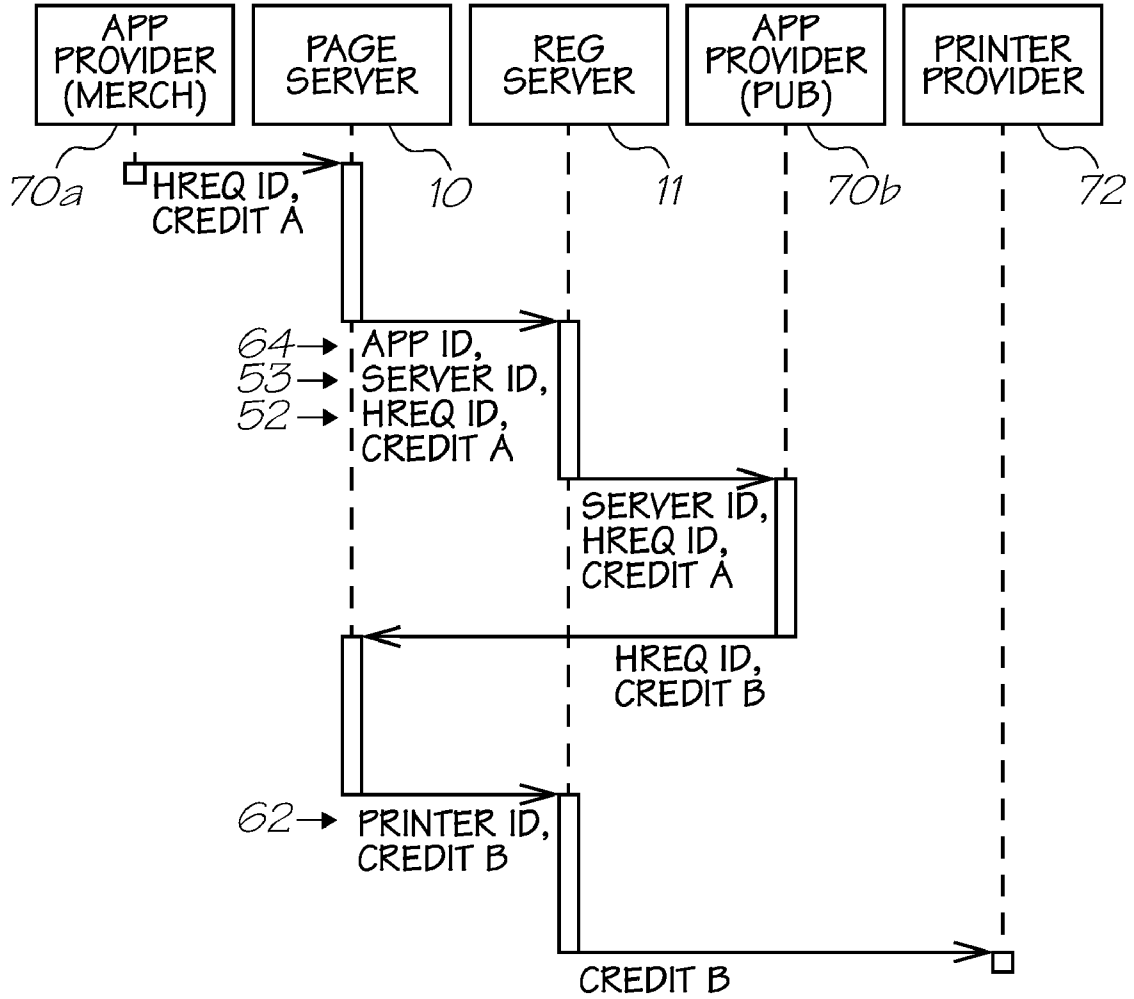 APP
PROVIDER
(MERCH)
PAGE
SERVER
REG
SERVER
APP
PROVIDER
(PUB)
PRINTER
PROVIDER
70a
10
11
70b
72
HREQ ID,
CREDIT A
64
APP ID,
53
SERVER ID,
52
HREQ ID,
CREDIT A
SERVER ID,
HREQ ID,
CREDIT A
HREQ ID,
CREDIT B
62
PRINTER ID,
CREDIT B
CREDIT B